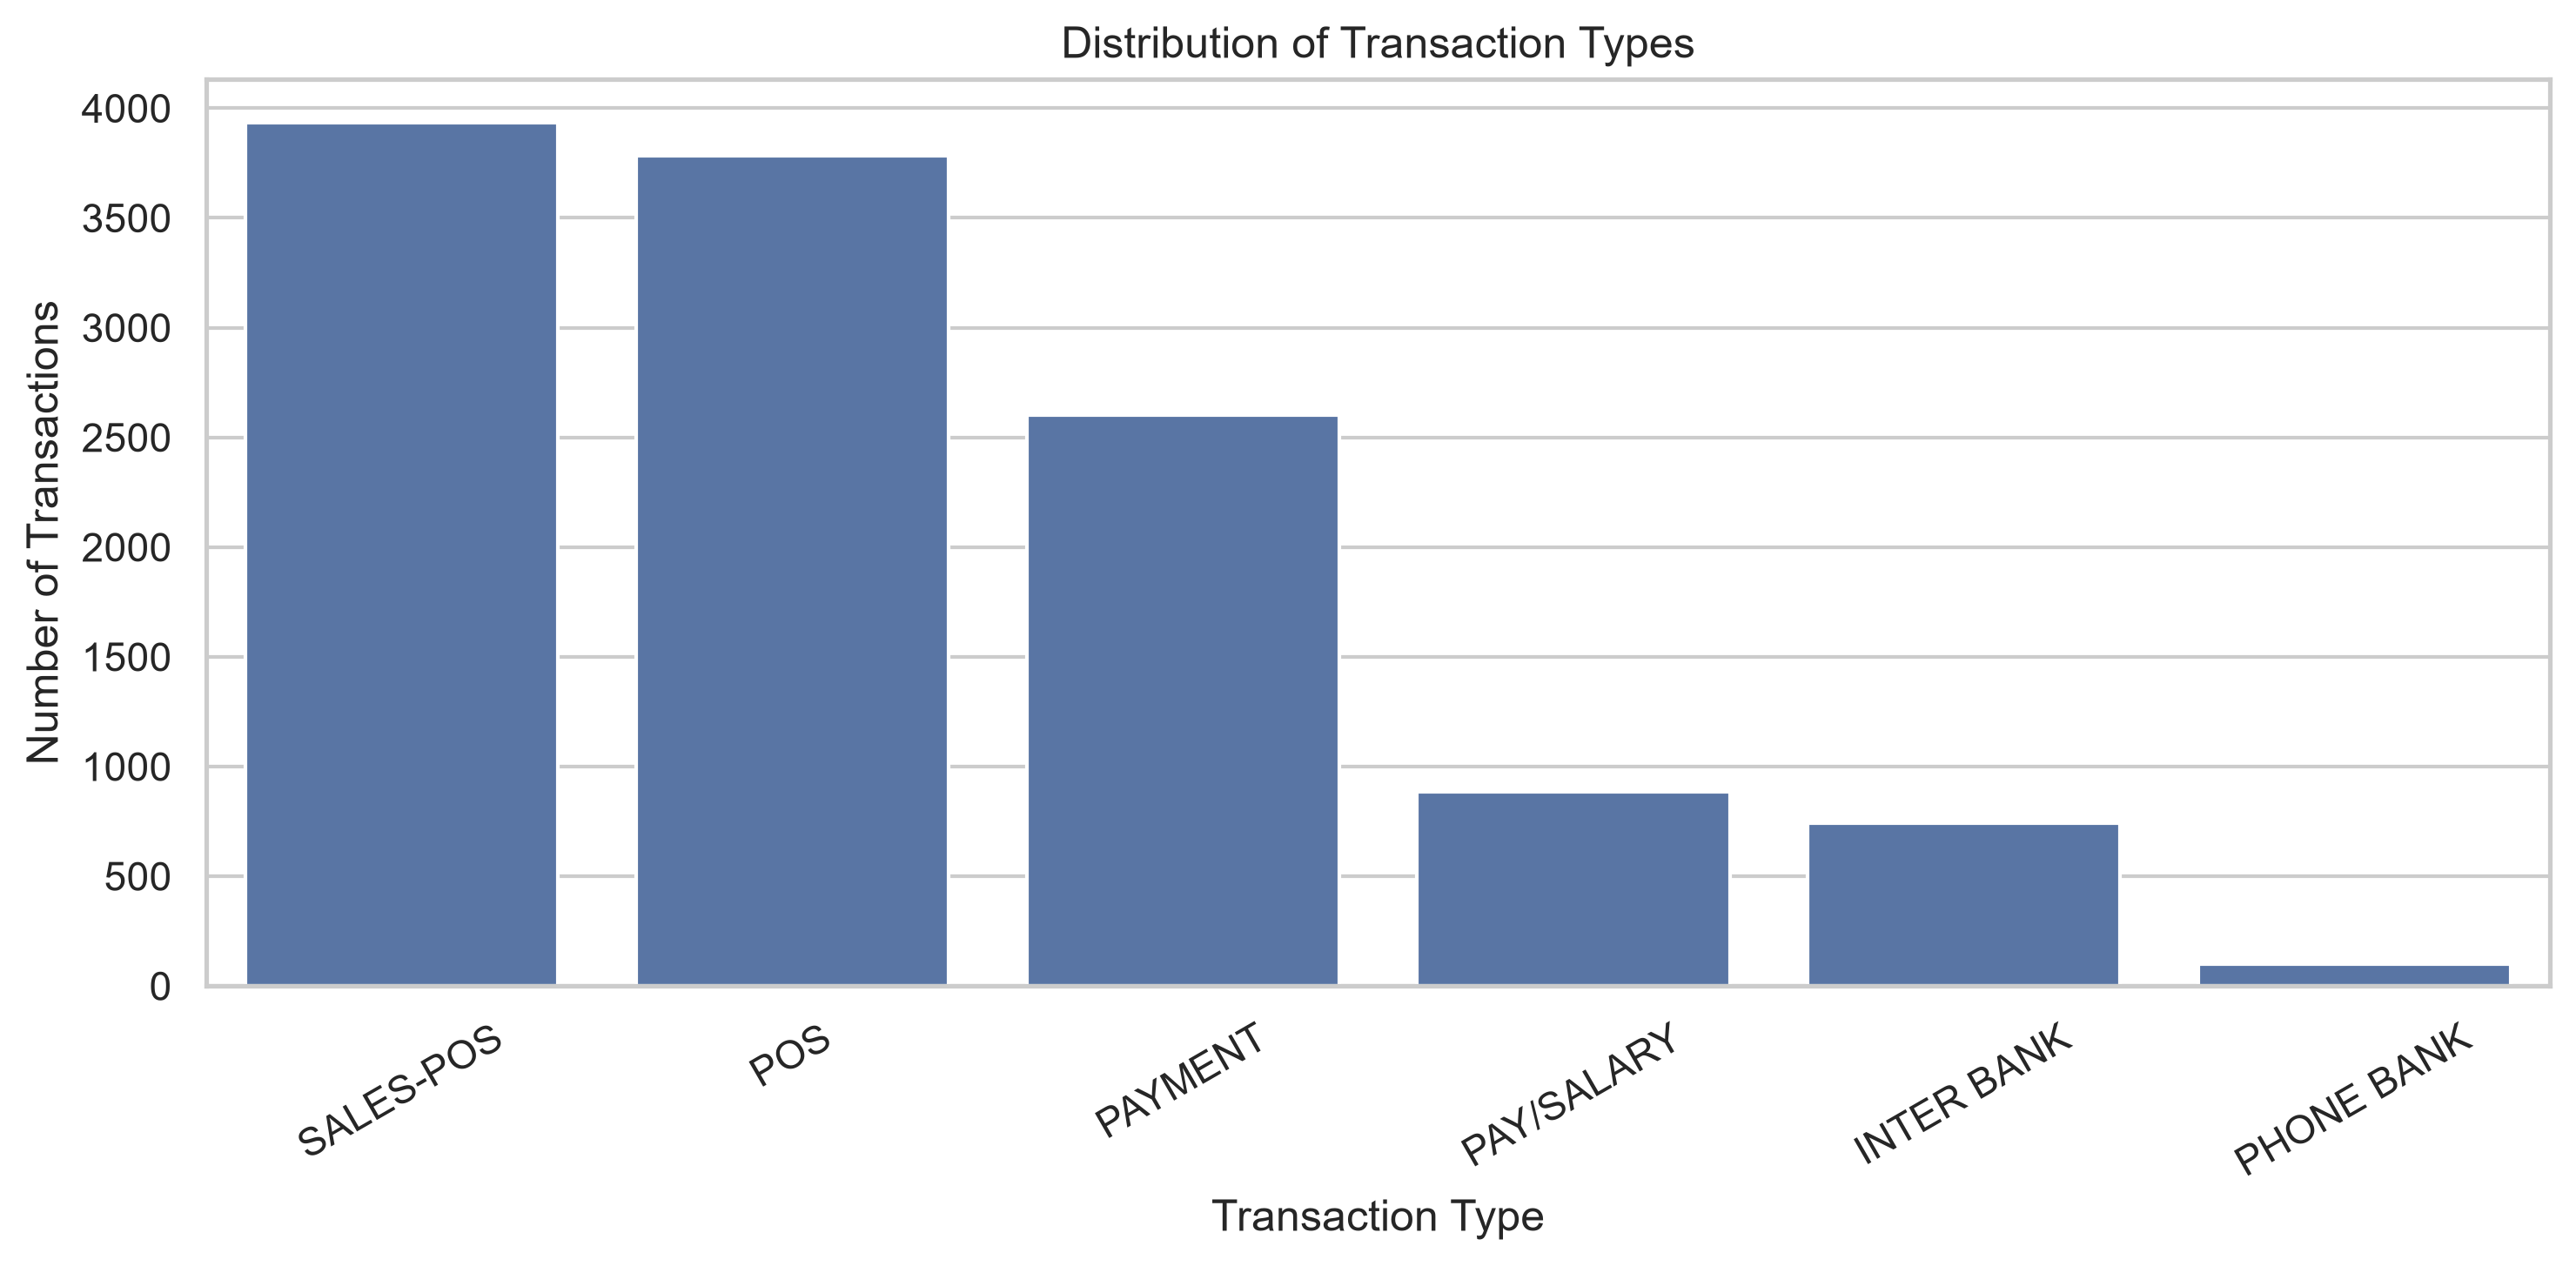 Distribution of Transaction Types
Number of Transactions
4000
3500
3000
2500
2000
1500
1000
500
0
SALES-POS
POS
PAYMENT
PAY/SALARY
INTER BANK
PHONE BANK
Transaction Type